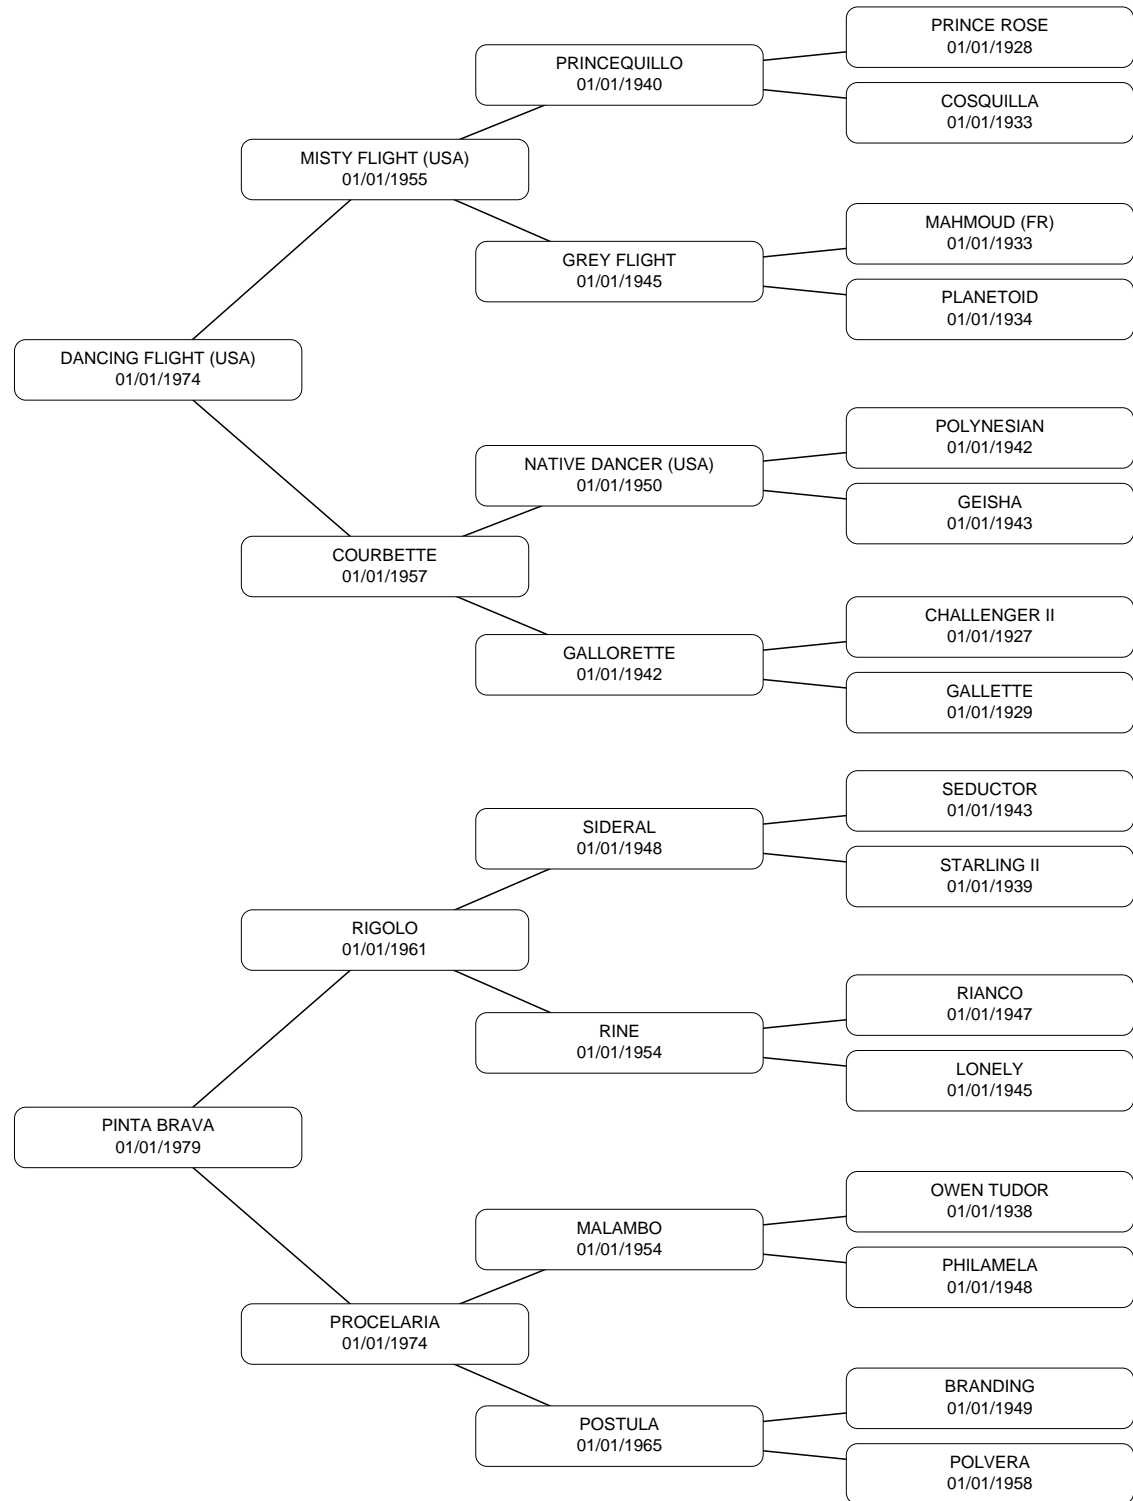 PRINCE ROSE
01/01/1928
PRINCEQUILLO
01/01/1940
COSQUILLA
01/01/1933
MISTY FLIGHT (USA)
01/01/1955
MAHMOUD (FR)
01/01/1933
GREY FLIGHT
01/01/1945
PLANETOID
01/01/1934
DANCING FLIGHT (USA)
01/01/1974
POLYNESIAN
01/01/1942
NATIVE DANCER (USA)
01/01/1950
GEISHA
01/01/1943
COURBETTE
01/01/1957
CHALLENGER II
01/01/1927
GALLORETTE
01/01/1942
GALLETTE
01/01/1929
SEDUCTOR
01/01/1943
SIDERAL
01/01/1948
STARLING II
01/01/1939
RIGOLO
01/01/1961
RIANCO
01/01/1947
RINE
01/01/1954
LONELY
01/01/1945
PINTA BRAVA
01/01/1979
OWEN TUDOR
01/01/1938
MALAMBO
01/01/1954
PHILAMELA
01/01/1948
PROCELARIA
01/01/1974
BRANDING
01/01/1949
POSTULA
01/01/1965
POLVERA
01/01/1958